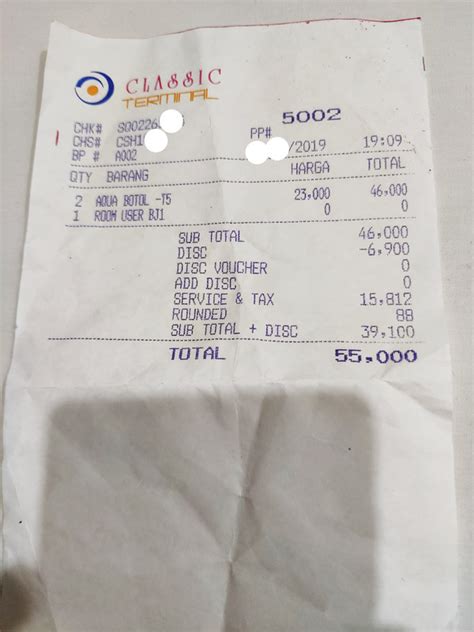 CLASSIC
TERMINAL
5002
CHK# S00226 PP#
CHS# CSH1 /2019 19:09
BP # A002
QTY BARANG HARGA TOTAL
2 AQUA BOTOL -T5 23,000 46,000
1 ROOM USER BJ1 0 0
SUB TOTAL 46,000
DISC -6,900
DISC VOUCHER 0
ADD DISC 0
SERVICE & TAX 15,812
ROUNDED 88
SUB TOTAL + DISC 39,100
TOTAL 55,000